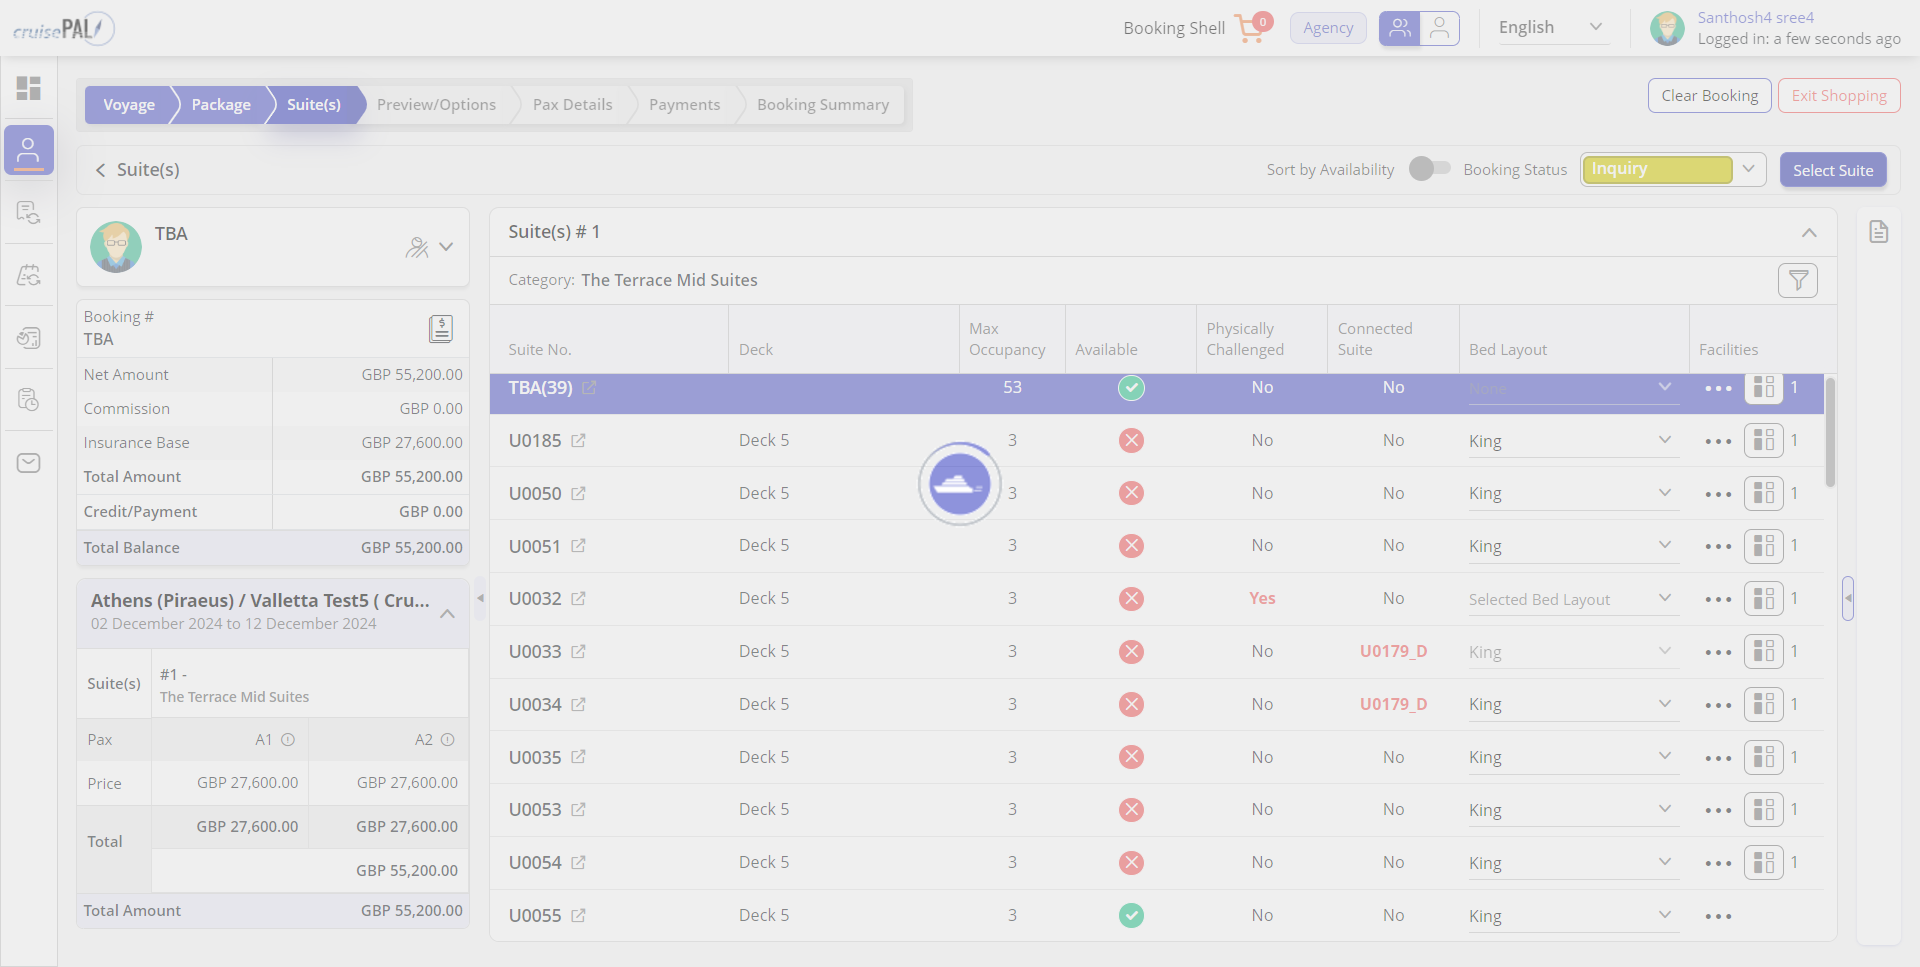 cruisePAL
Booking Shell
0
Agency
English
Santhosh4 sree4
Logged in: a few seconds ago
Voyage
Package
Suite(s)
Preview/Options
Pax Details
Payments
Booking Summary
Clear Booking
Exit Shopping
Suite(s)
Sort by Availability
Booking Status
Inquiry
Select Suite
TBA
Booking #
TBA
Net Amount GBP 55,200.00
Commission GBP 0.00
Insurance Base GBP 27,600.00
Total Amount GBP 55,200.00
Credit/Payment GBP 0.00
Total Balance GBP 55,200.00
Athens (Piraeus) / Valletta Test5 ( Cru...
02 December 2024 to 12 December 2024
Suite(s)
#1 -
The Terrace Mid Suites
Pax A1 A2
Price GBP 27,600.00 GBP 27,600.00
GBP 27,600.00 GBP 27,600.00
Total
GBP 55,200.00
Total Amount GBP 55,200.00
Suite(s) # 1
Category: The Terrace Mid Suites
Suite No. Deck Max Occupancy Available Physically Challenged Connected Suite Bed Layout Facilities
TBA(39) 53 No No None 1
U0185 Deck 5 3 No No King 1
U0050 Deck 5 3 No No King 1
U0051 Deck 5 3 No No King 1
U0032 Deck 5 3 Yes No Selected Bed Layout 1
U0033 Deck 5 3 No U0179_D King 1
U0034 Deck 5 3 No U0179_D King 1
U0035 Deck 5 3 No No King 1
U0053 Deck 5 3 No No King 1
U0054 Deck 5 3 No No King 1
U0055 Deck 5 3 No No King